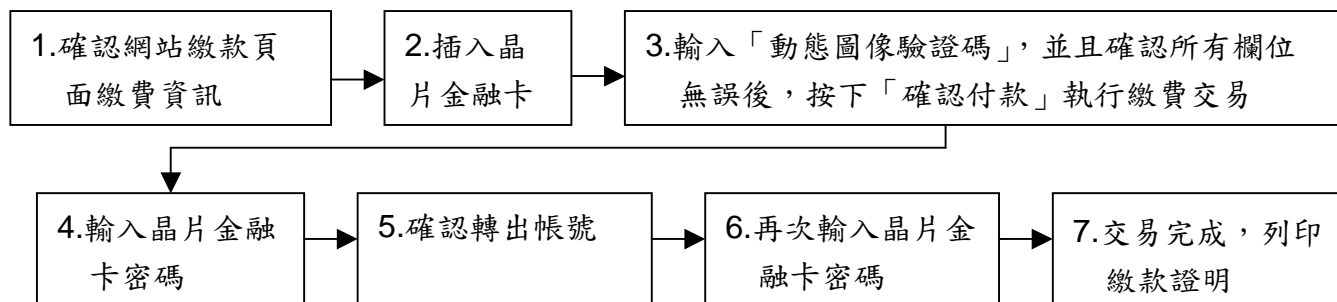 1.確認網站繳款頁
面繳費資訊
2.插入晶
片金融卡
3.輸入「動態圖像驗證碼」，並且確認所有欄位
無誤後，按下「確認付款」執行繳費交易
4.輸入晶片金融
卡密碼
5.確認轉出帳號
6.再次輸入晶片金
融卡密碼
7.交易完成，列印
繳款證明